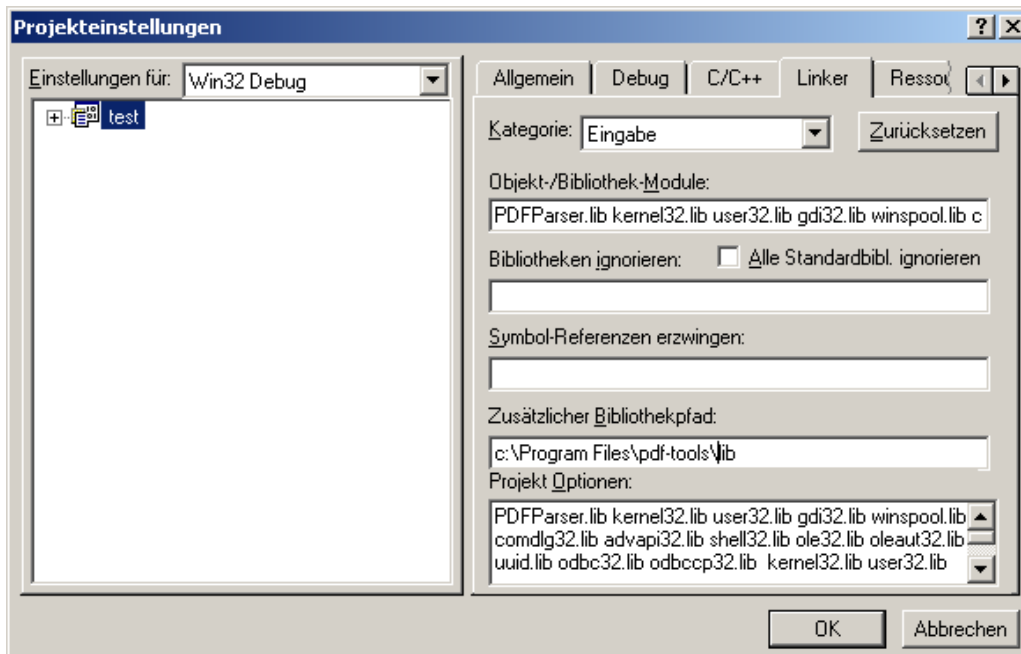 Projekteinstellungen
Einstellungen für: Win32 Debug
test
Allgemein Debug C/C++ Linker Ressou
Kategorie: Eingabe Zurücksetzen
Objekt-/Bibliothek-Module:
PDFParser.lib kernel32.lib user32.lib gdi32.lib winspool.lib c
Bibliotheken ignorieren: Alle Standardbibl. ignorieren
Symbol-Referenzen erzwingen:
Zusätzlicher Bibliothekpfad:
c:\Program Files\pdf-tools\lib
Projekt Optionen:
PDFParser.lib kernel32.lib user32.lib gdi32.lib winspool.lib
comdlg32.lib advapi32.lib shell32.lib ole32.lib oleaut32.lib
uuid.lib odbc32.lib odbccp32.lib kernel32.lib user32.lib
OK Abbrechen